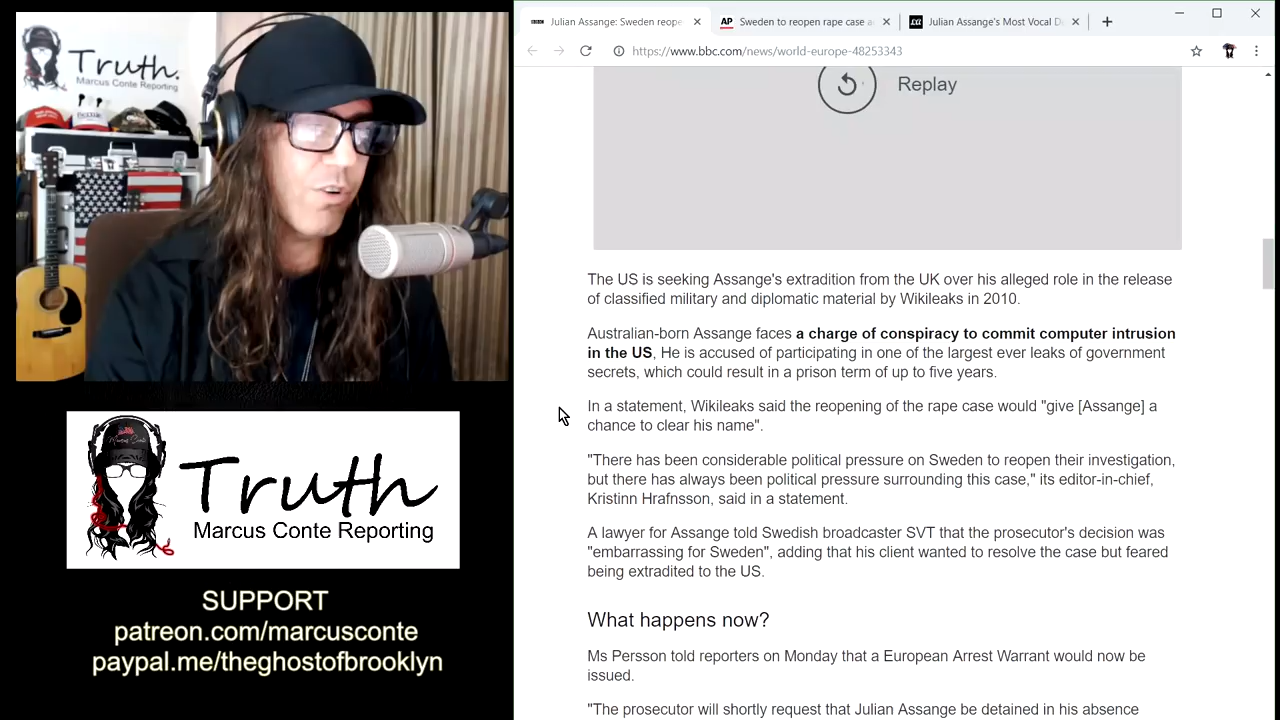 Truth.
Marcus Conte Reporting
Truth
Marcus Conte Reporting
SUPPORT
patreon.com/marcusconte
paypal.me/theghostofbrooklyn
BBC Julian Assange: Sweden reope
AP Sweden to reopen rape case a
Julian Assange's Most Vocal D
https://www.bbc.com/news/world-europe-48253343
Replay
The US is seeking Assange's extradition from the UK over his alleged role in the release
of classified military and diplomatic material by Wikileaks in 2010.
Australian-born Assange faces a charge of conspiracy to commit computer intrusion
in the US, He is accused of participating in one of the largest ever leaks of government
secrets, which could result in a prison term of up to five years.
In a statement, Wikileaks said the reopening of the rape case would "give [Assange] a
chance to clear his name".
"There has been considerable political pressure on Sweden to reopen their investigation,
but there has always been political pressure surrounding this case," its editor-in-chief,
Kristinn Hrafnsson, said in a statement.
A lawyer for Assange told Swedish broadcaster SVT that the prosecutor's decision was
"embarrassing for Sweden", adding that his client wanted to resolve the case but feared
being extradited to the US.
What happens now?
Ms Persson told reporters on Monday that a European Arrest Warrant would now be
issued.
"The prosecutor will shortly request that Julian Assange be detained in his absence